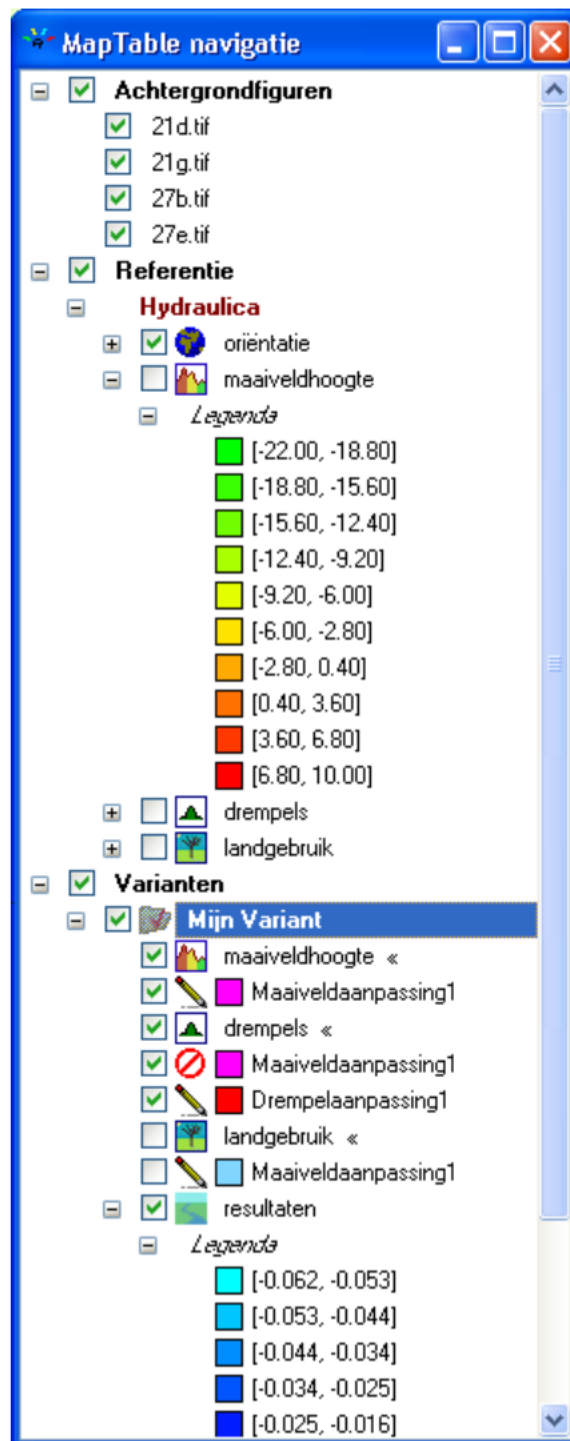 MapTable navigatie
Achtergrondfiguren
21d.tif
21g.tif
27b.tif
27e.tif
Referentie
Hydraulica
oriëntatie
maaiveldhoogte
Legenda
[-22.00, -18.80]
[-18.80, -15.60]
[-15.60, -12.40]
[-12.40, -9.20]
[-9.20, -6.00]
[-6.00, -2.80]
[-2.80, 0.40]
[0.40, 3.60]
[3.60, 6.80]
[6.80, 10.00]
drempels
landgebruik
Varianten
Mijn Variant
maaiveldhoogte «
Maaiveldaanpassing1
drempels «
Maaiveldaanpassing1
Drempelaanpassing1
landgebruik «
Maaiveldaanpassing1
resultaten
Legenda
[-0.062, -0.053]
[-0.053, -0.044]
[-0.044, -0.034]
[-0.034, -0.025]
[-0.025, -0.016]